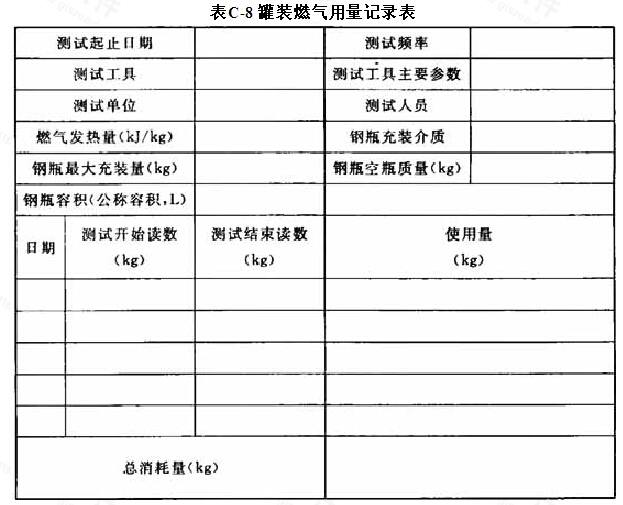 表C-8 罐装燃气用量记录表
测试起止日期 测试频率
测试工具 测试工具主要参数
测试单位 测试人员
燃气发热量(kJ/kg) 钢瓶充装介质
钢瓶最大充装量(kg) 钢瓶空瓶质量(kg)
钢瓶容积(公称容积,L)
日期 测试开始读数(kg) 测试结束读数(kg) 使用量(kg)
总消耗量(kg)